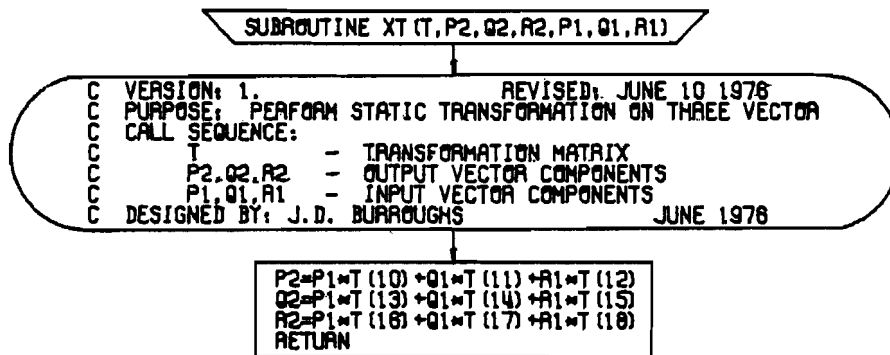 SUBROUTINE XT(T,P2,Q2,R2,P1,Q1,R1)
C VERSION: 1. REVISED: JUNE 10 1976
C PURPOSE: PERFORM STATIC TRANSFORMATION ON THREE VECTOR
C CALL SEQUENCE:
C T - TRANSFORMATION MATRIX
C P2,Q2,R2 - OUTPUT VECTOR COMPONENTS
C P1,Q1,R1 - INPUT VECTOR COMPONENTS
C DESIGNED BY: J.D. BURROUGHS JUNE 1976
P2=P1*T(10)+Q1*T(11)+R1*T(12)
Q2=P1*T(13)+Q1*T(14)+R1*T(15)
R2=P1*T(16)+Q1*T(17)+R1*T(18)
RETURN